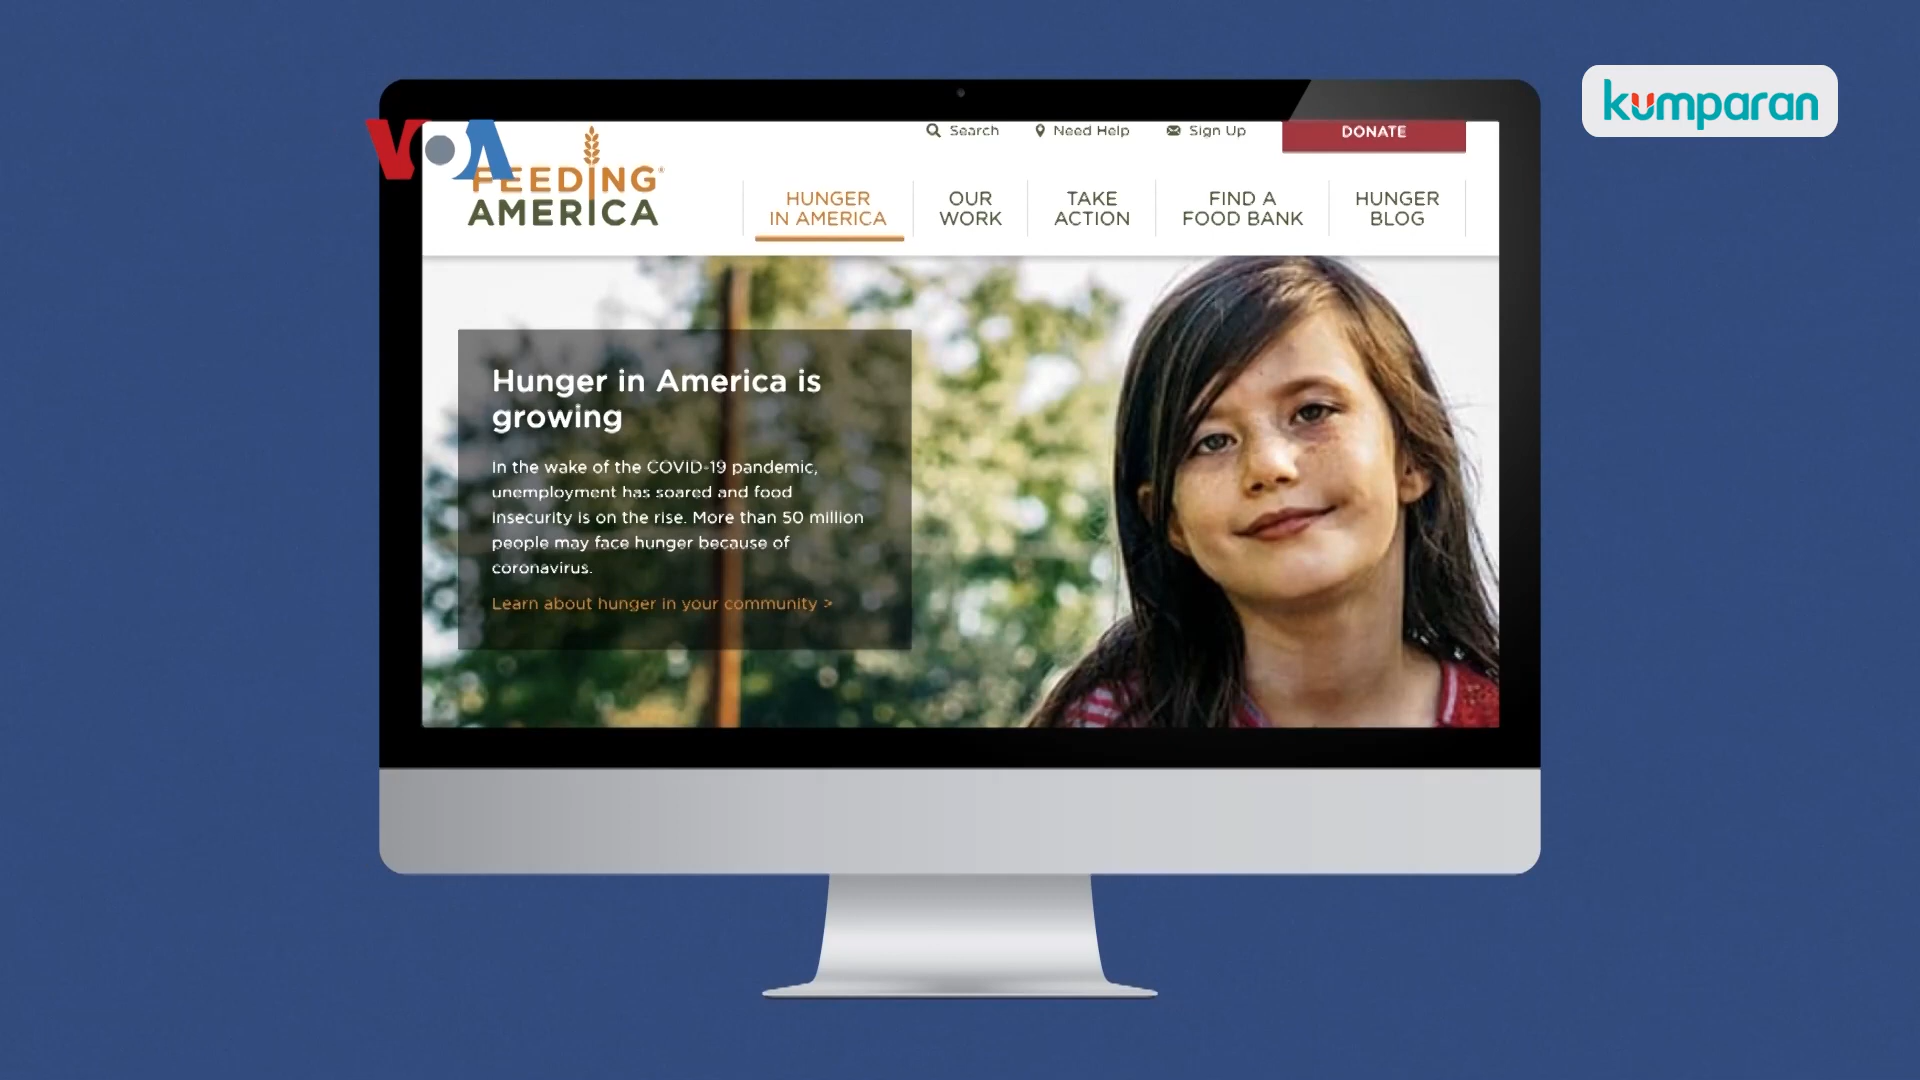 kumparan
VOA
Search
Need Help
Sign Up
DONATE
FEEDING
AMERICA
HUNGER
IN AMERICA
OUR
WORK
TAKE
ACTION
FIND A
FOOD BANK
HUNGER
BLOG
Hunger in America is
growing
In the wake of the COVID-19 pandemic,
unemployment has soared and food
insecurity is on the rise. More than 50 million
people may face hunger because of
coronavirus.
Learn about hunger in your community >